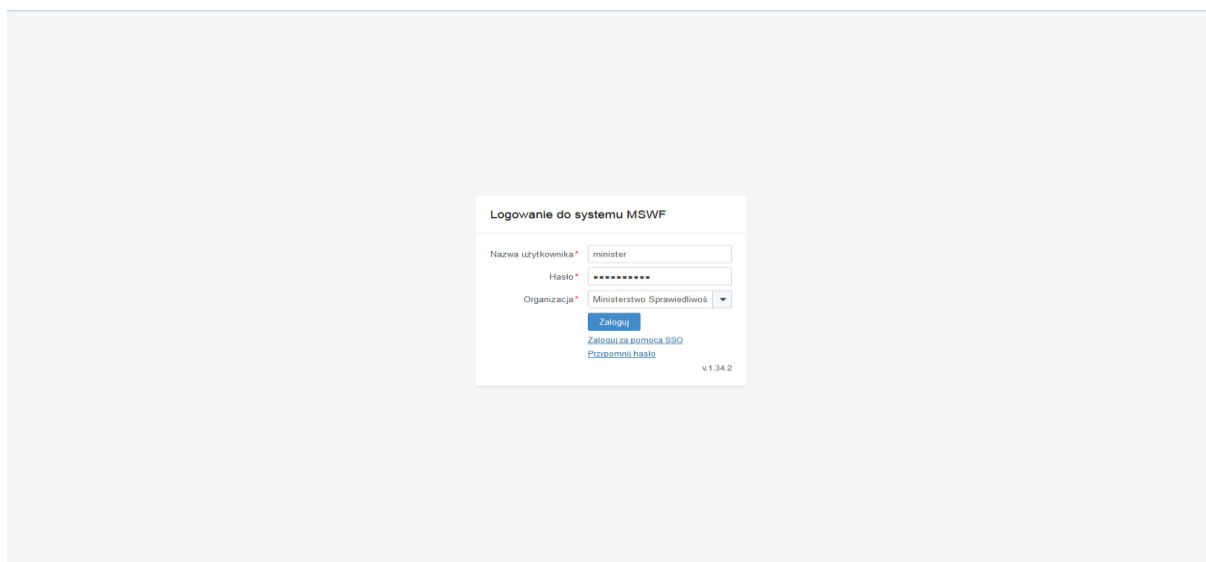 Logowanie do systemu MSWF
Nazwa użytkownika* minister
Hasło* ••••••••••
Organizacja* Ministerstwo Sprawiedliwoś
Zaloguj
Zaloguj za pomocą SSO
Przypomnij hasło
v.1.34.2